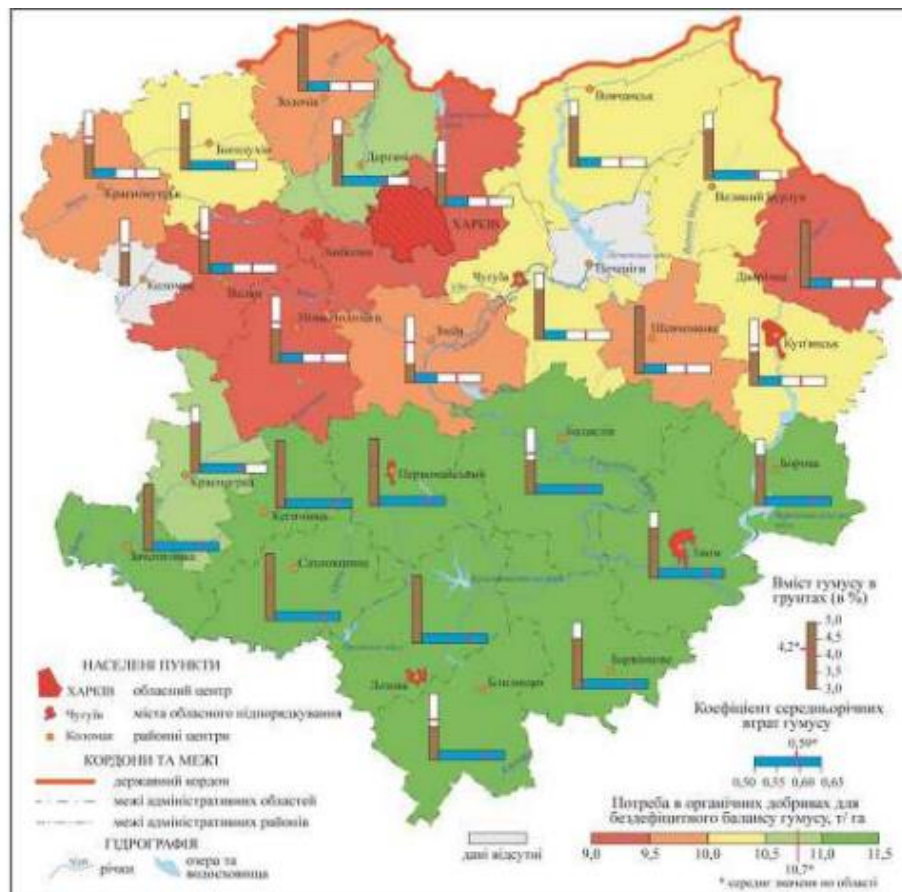 Золочів
Вовчанськ
Богодухів
Дергачі
Краснокутськ
ХАРКІВ
Великий Бурлук
Люботин
Коломак
Валки
Чугуїв
Печеніги
Дворічна
Нова Водолага
Зміїв
Шевченкове
Куп'янськ
Балаклія
Красноград
Первомайський
Борова
Кегичівка
Зачепилівка
Сахновщина
Ізюм
Барвінкове
Лозова
Близнюки
Вміст гумусу в
грунтах (в %)
5,0
4,5
4,2*
4,0
3,5
3,0
Коефіцієнт середньорічних
втрат гумусу
0,59*
0,50 0,55 0,60 0,65
Потреба в органічних добривах для
бездефіцитного балансу гумусу, т/ га
9,0 9,5 10,0 10,5 11,0 11,5
10,7*
* середнє значеня по області
дані відсутні
НАСЕЛЕНІ ПУНКТИ
ХАРКІВ обласний центр
Чугуїв міста обласного підпорядкування
Коломак районні центри
КОРДОНИ ТА МЕЖІ
державний кордон
межі адміністративних областей
межі адміністративних районів
ГІДРОГРАФІЯ
річки
озера та
водосховища